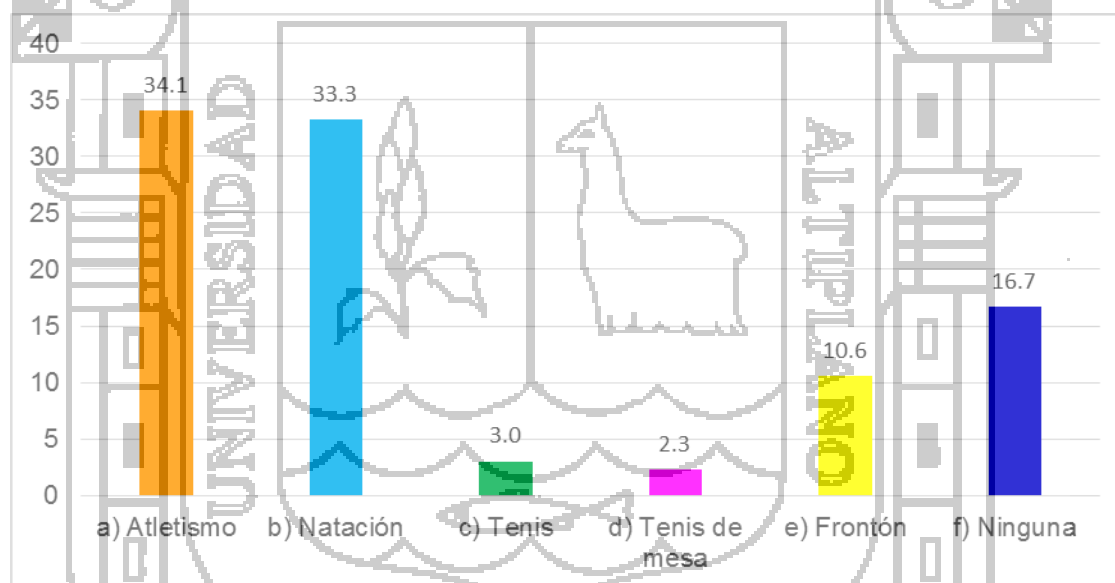 40
35
30
25
20
15
10
5
0
34.1
33.3
3.0
2.3
10.6
16.7
a) Atletismo
b) Natación
c) Tenis
d) Tenis de
mesa
e) Frontón
f) Ninguna
UNIVERSIDAD
ALTIPLANO